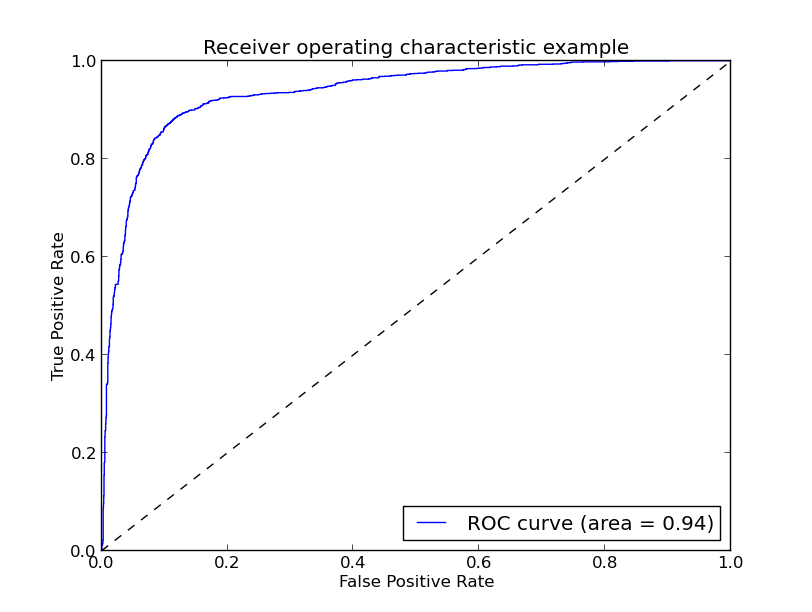 Receiver operating characteristic example
1.0
0.8
0.6
0.4
0.2
0.0
True Positive Rate
0.0 0.2 0.4 0.6 0.8 1.0
False Positive Rate
ROC curve (area = 0.94)